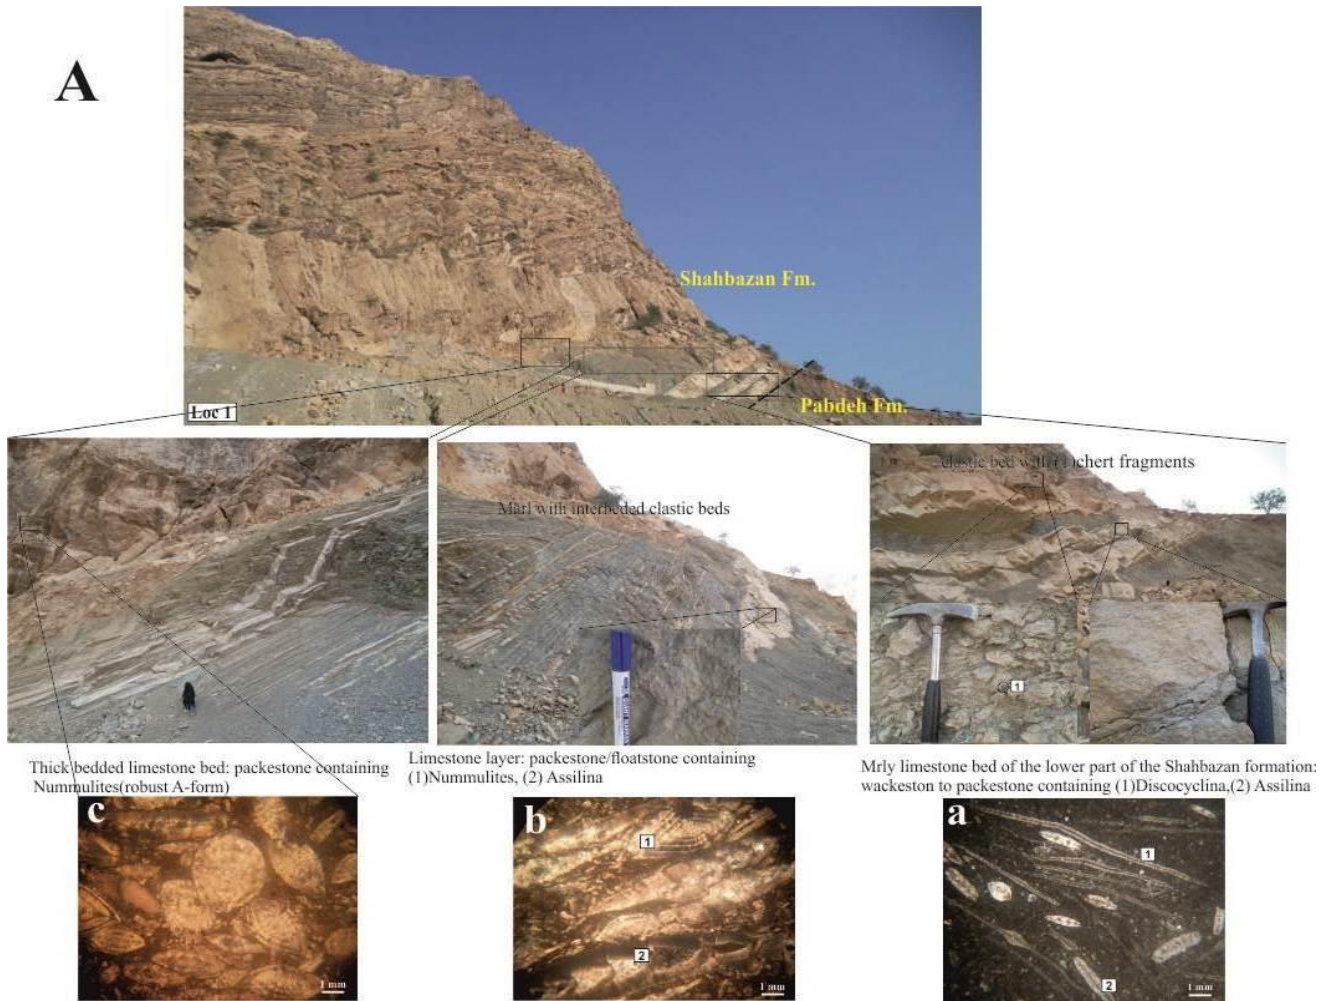 A
Shahbazan Fm.
Pabdeh Fm.
Loc 1
clastic bed with (1)chert fragments
Marl with interbeded clastic beds
1
Thick bedded limestone bed: packestone containing
Nummulites(robust A-form)
Limestone layer: packestone/floatstone containing
(1)Nummulites, (2) Assilina
Mrly limestone bed of the lower part of the Shahbazan formation:
wackeston to packestone containing (1)Discocyclina,(2) Assilina
c
1 mm
b
1
2
1 mm
a
1
2
1 mm